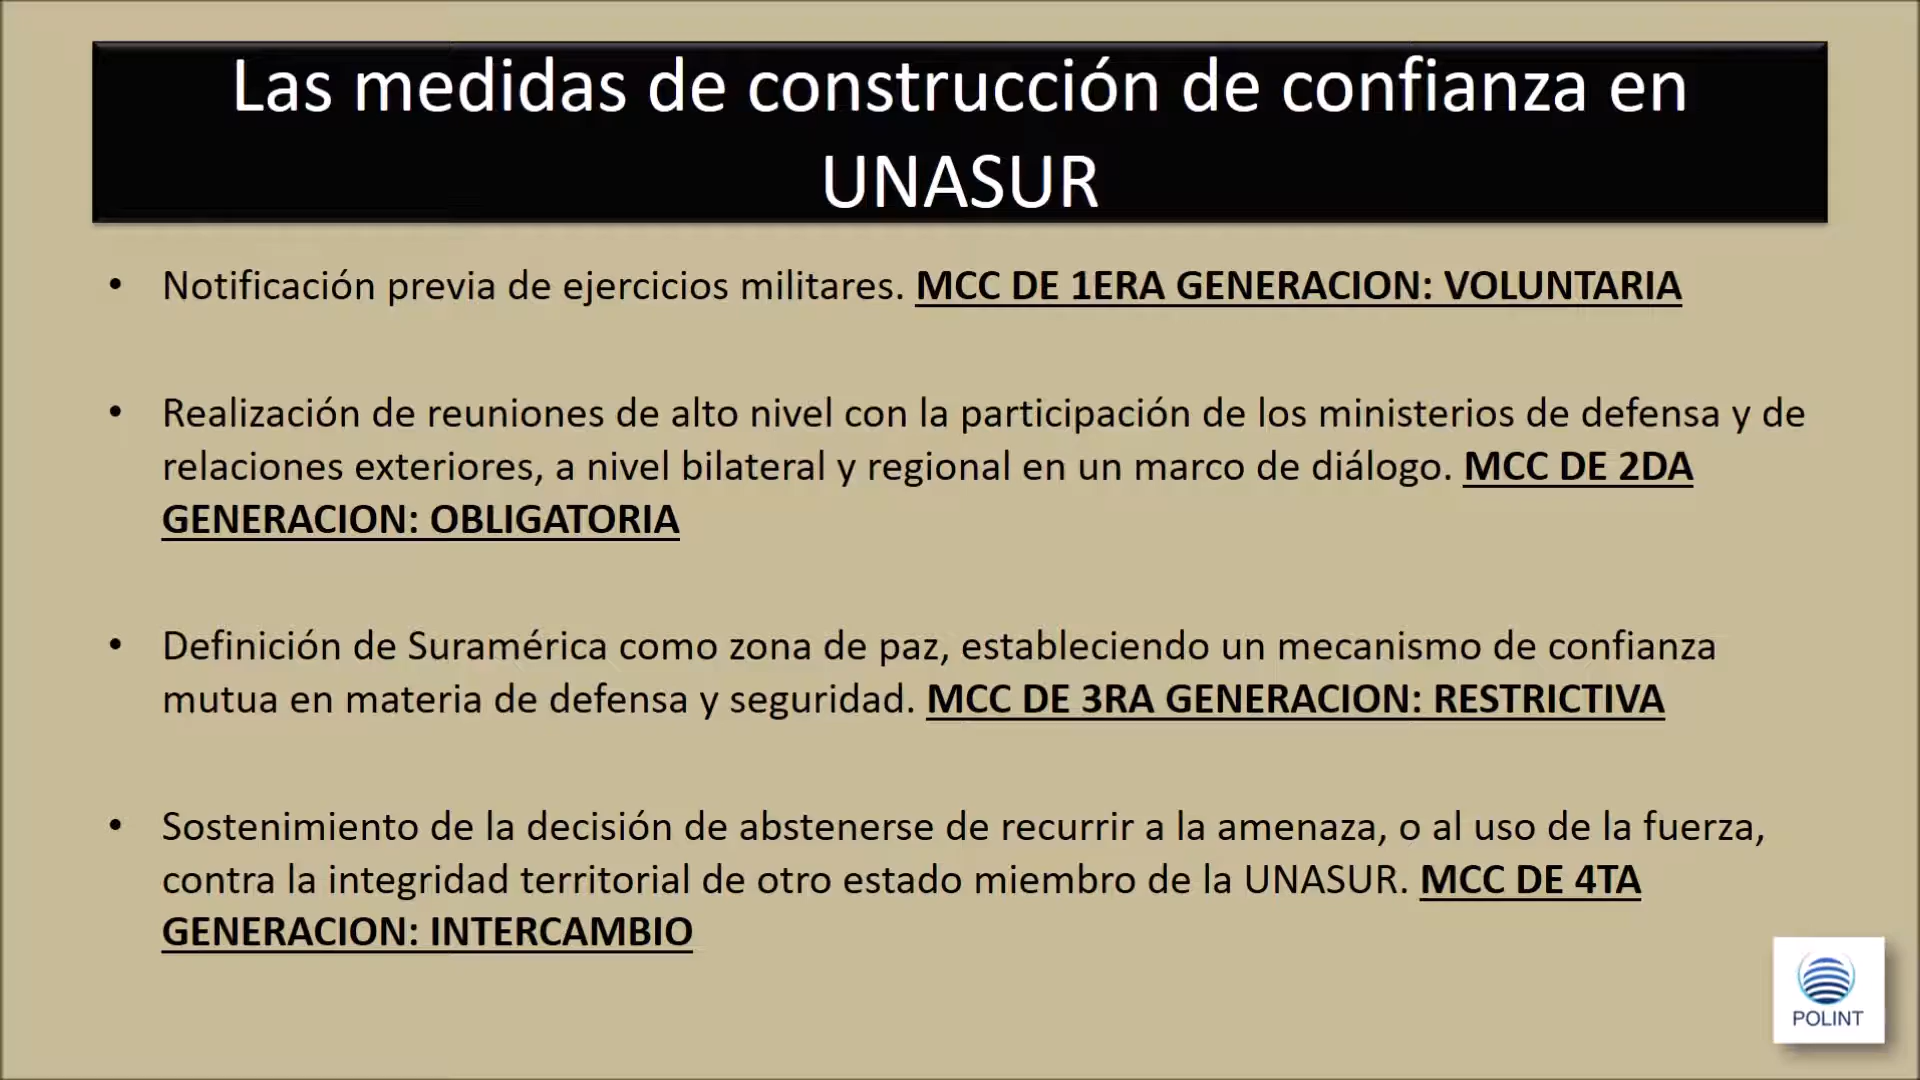 Las medidas de construcción de confianza en
UNASUR
• Notificación previa de ejercicios militares. MCC DE 1ERA GENERACION: VOLUNTARIA
• Realización de reuniones de alto nivel con la participación de los ministerios de defensa y de
relaciones exteriores, a nivel bilateral y regional en un marco de diálogo. MCC DE 2DA
GENERACION: OBLIGATORIA
• Definición de Suramérica como zona de paz, estableciendo un mecanismo de confianza
mutua en materia de defensa y seguridad. MCC DE 3RA GENERACION: RESTRICTIVA
• Sostenimiento de la decisión de abstenerse de recurrir a la amenaza, o al uso de la fuerza,
contra la integridad territorial de otro estado miembro de la UNASUR. MCC DE 4TA
GENERACION: INTERCAMBIO
POLINT